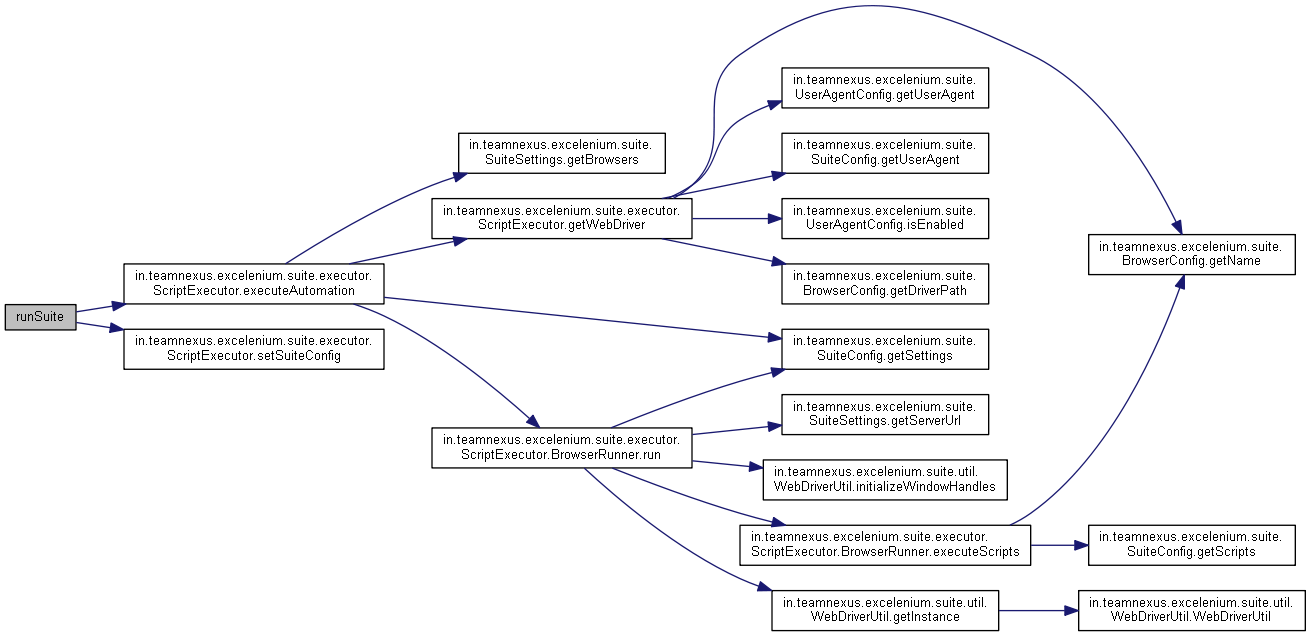 runSuite
in.teamnexus.excelenium.suite.executor.
ScriptExecutor.executeAutomation
in.teamnexus.excelenium.suite.executor.
ScriptExecutor.setSuiteConfig
in.teamnexus.excelenium.suite.
SuiteSettings.getBrowsers
in.teamnexus.excelenium.suite.executor.
ScriptExecutor.getWebDriver
in.teamnexus.excelenium.suite.executor.
ScriptExecutor.BrowserRunner.run
in.teamnexus.excelenium.suite.
UserAgentConfig.getUserAgent
in.teamnexus.excelenium.suite.
SuiteConfig.getUserAgent
in.teamnexus.excelenium.suite.
UserAgentConfig.isEnabled
in.teamnexus.excelenium.suite.
BrowserConfig.getDriverPath
in.teamnexus.excelenium.suite.
SuiteConfig.getSettings
in.teamnexus.excelenium.suite.
SuiteSettings.getServerUrl
in.teamnexus.excelenium.suite.util.
WebDriverUtil.initializeWindowHandles
in.teamnexus.excelenium.suite.executor.
ScriptExecutor.BrowserRunner.executeScripts
in.teamnexus.excelenium.suite.util.
WebDriverUtil.getInstance
in.teamnexus.excelenium.suite.
BrowserConfig.getName
in.teamnexus.excelenium.suite.
SuiteConfig.getScripts
in.teamnexus.excelenium.suite.util.
WebDriverUtil.WebDriverUtil